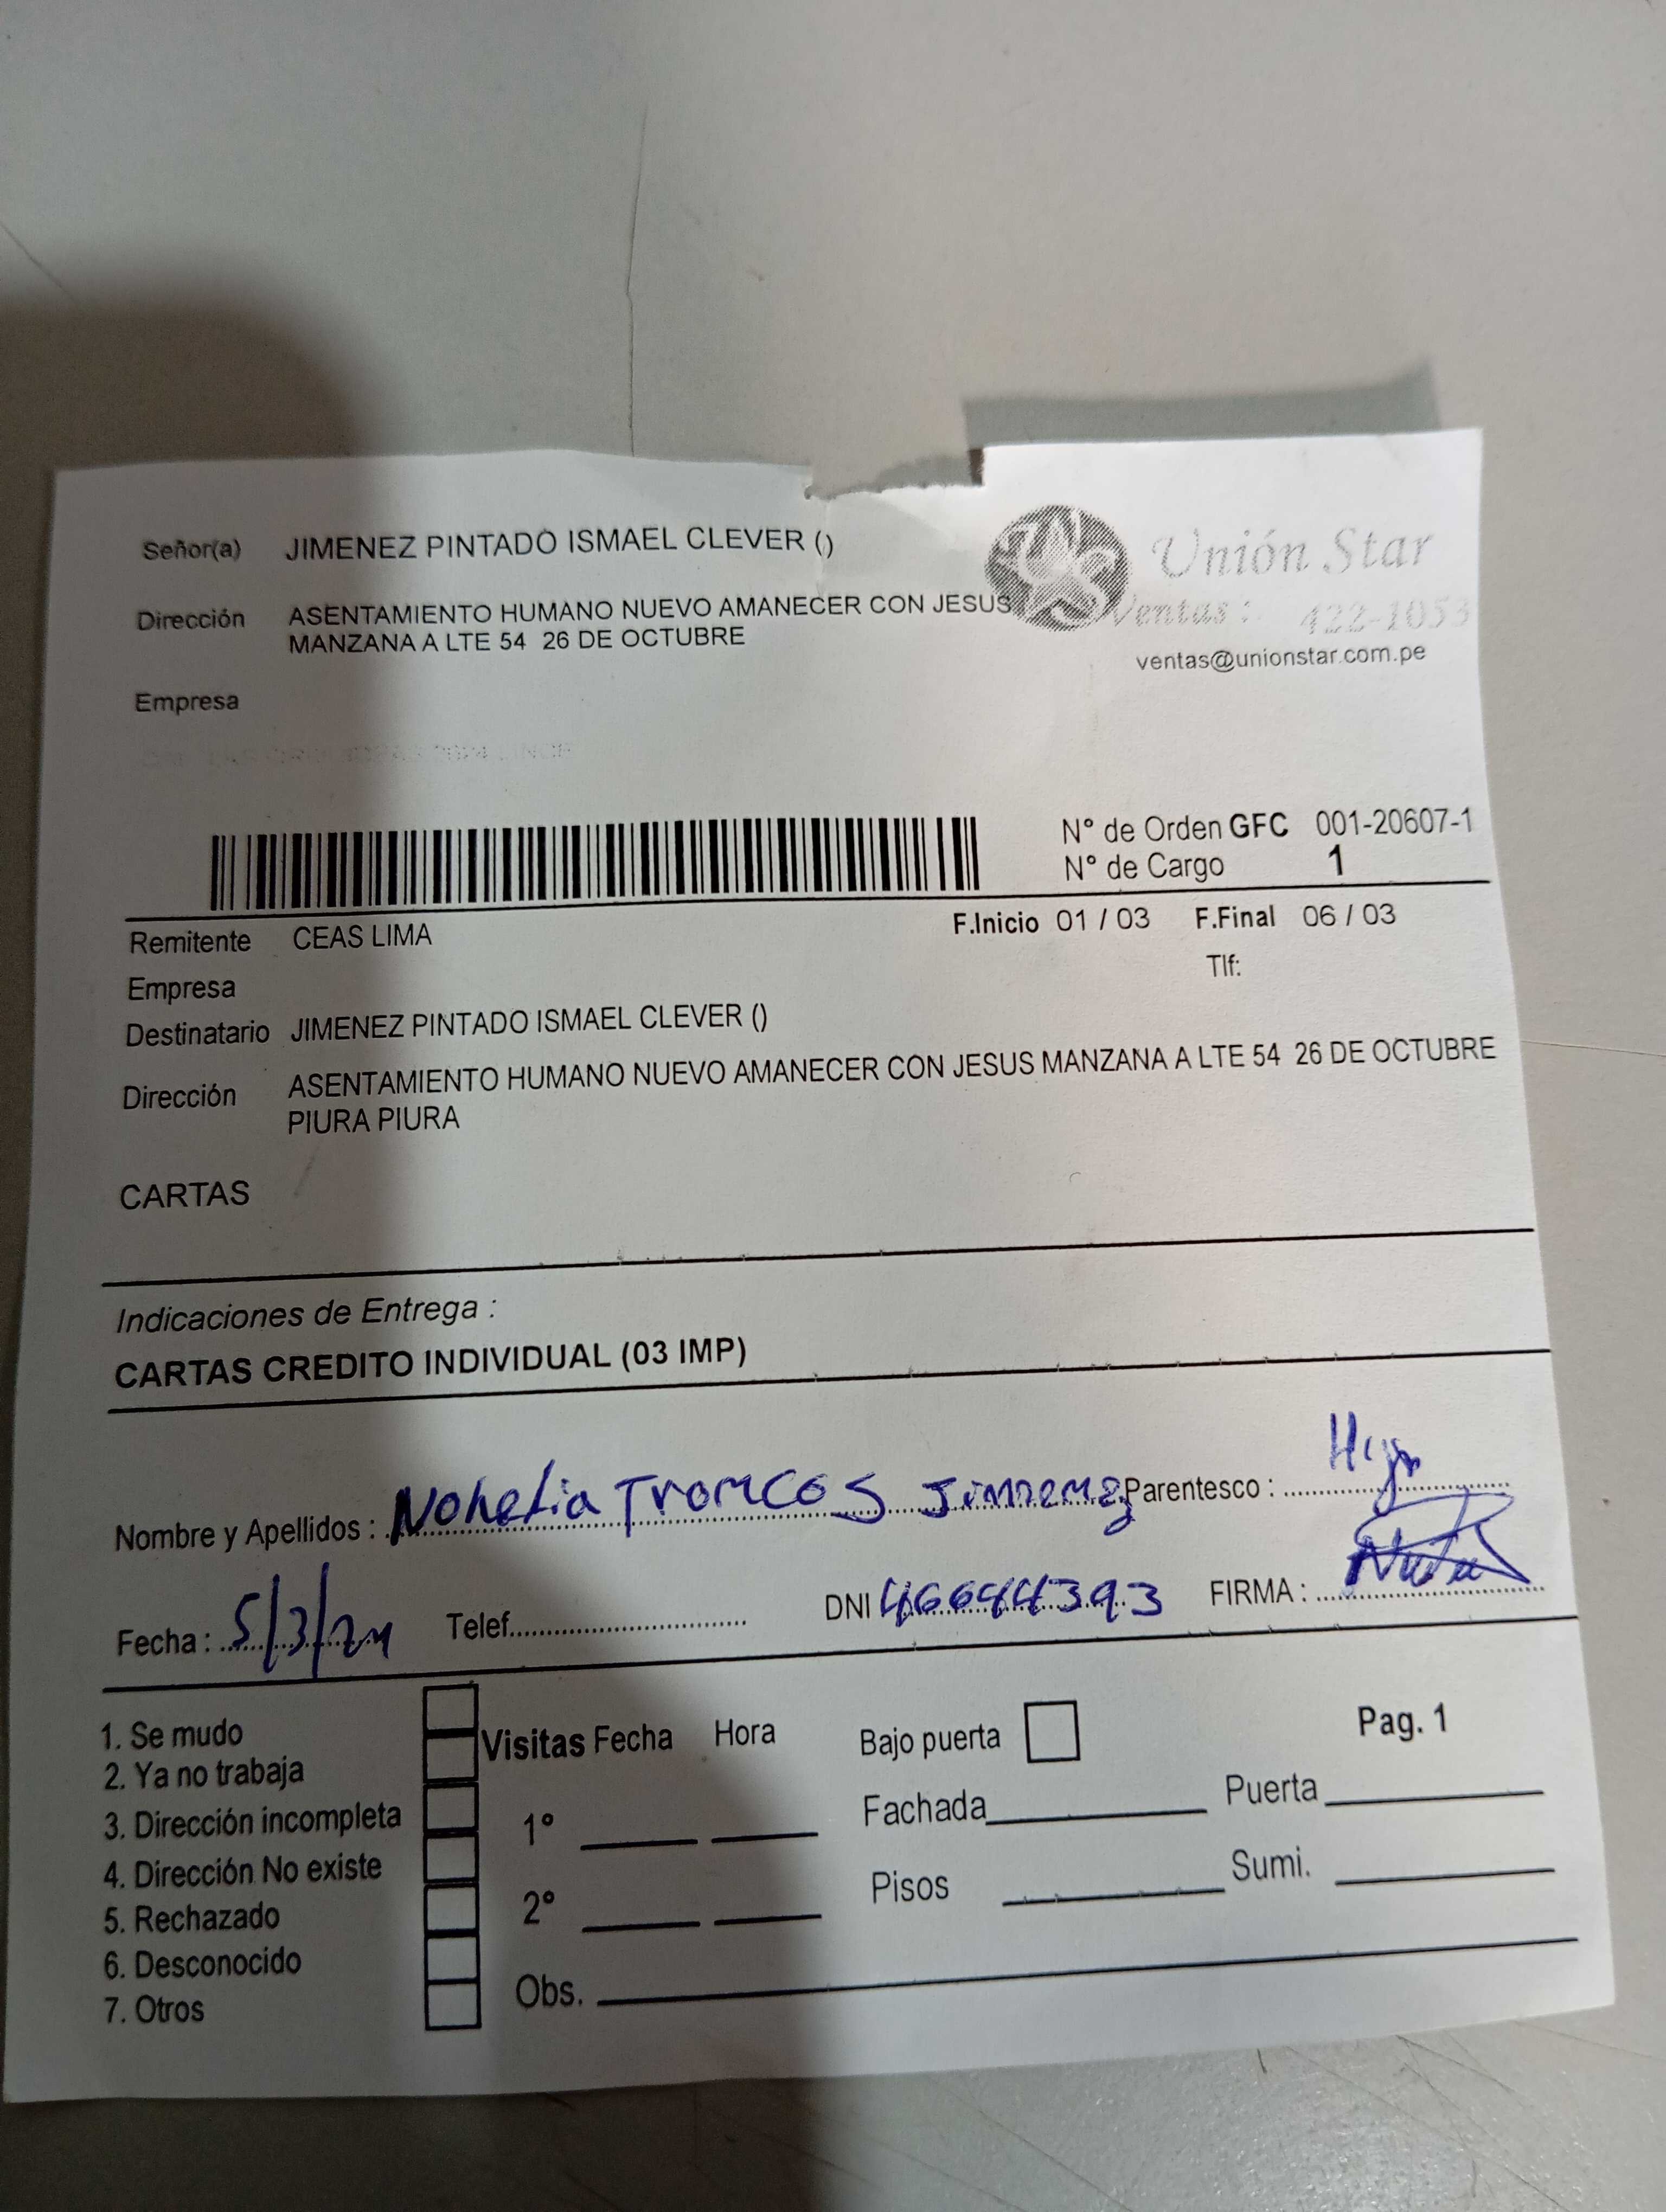 Señor(a) JIMENEZ PINTADO ISMAEL CLEVER ()
Unión Star
Dirección ASENTAMIENTO HUMANO NUEVO AMANECER CON JESUS
MANZANA A LTE 54 26 DE OCTUBRE
Ventas : 422-1053
ventas@unionstar.com.pe
Empresa
N° de Orden GFC 001-20607-1
N° de Cargo 1
Remitente CEAS LIMA F.Inicio 01 / 03 F.Final 06 / 03
Tlf:
Empresa
Destinatario JIMENEZ PINTADO ISMAEL CLEVER ()
Dirección ASENTAMIENTO HUMANO NUEVO AMANECER CON JESUS MANZANA A LTE 54 26 DE OCTUBRE
PIURA PIURA
CARTAS
Indicaciones de Entrega :
CARTAS CREDITO INDIVIDUAL (03 IMP)
Nombre y Apellidos : Nohelia Troncos Jimenez Parentesco : Hija
Fecha : 5/3/24 Telef. DNI 46644393 FIRMA :
1. Se mudo
2. Ya no trabaja
3. Dirección incompleta
4. Dirección No existe
5. Rechazado
6. Desconocido
7. Otros
Visitas Fecha Hora
1°
2°
Obs.
Bajo puerta
Pag. 1
Fachada Puerta
Pisos Sumi.